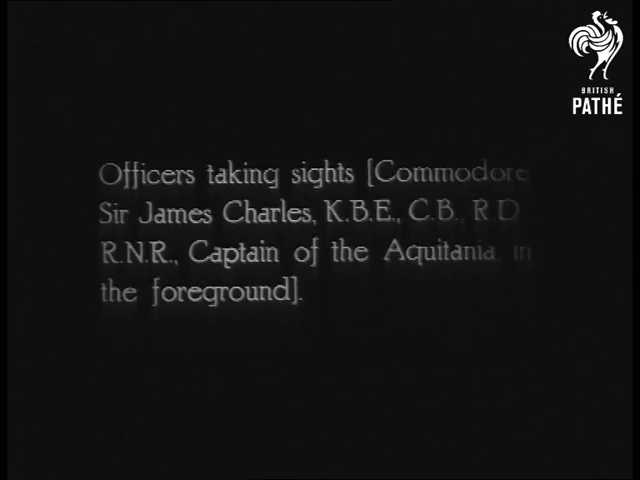 BRITISH
PATHÉ
Officers taking sights [Commodore
Sir James Charles, K.B.E., C.B., R.D
R.N.R., Captain of the Aquitania, in
the foreground].